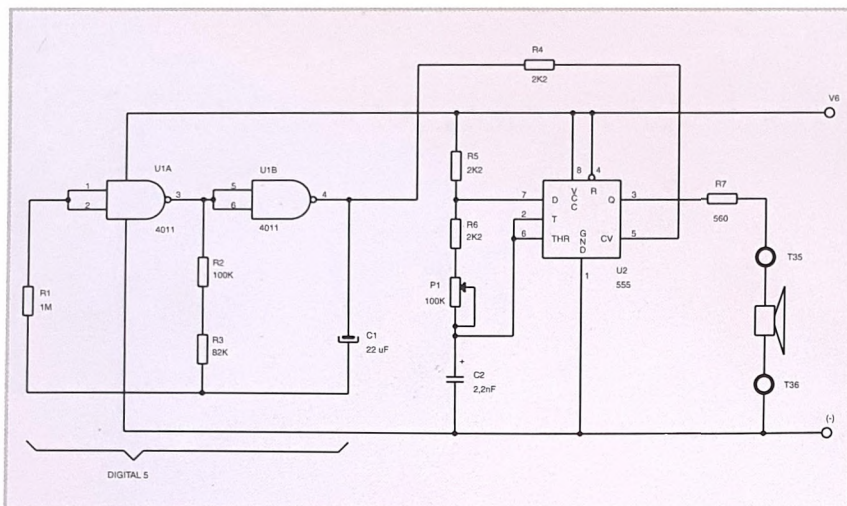 R4
2K2
V6
U1A
U1B
1
2
3
4011
5
6
4
4011
R1
1M
R2
100K
R3
82K
C1
22 uF
DIGITAL 5
R5
2K2
R6
2K2
P1
100K
+
C2
2,2nF
8
4
7
2
6
3
5
1
VCC
R
D
T
THR
GND
Q
CV
U2
555
R7
560
T35
T36
(-)